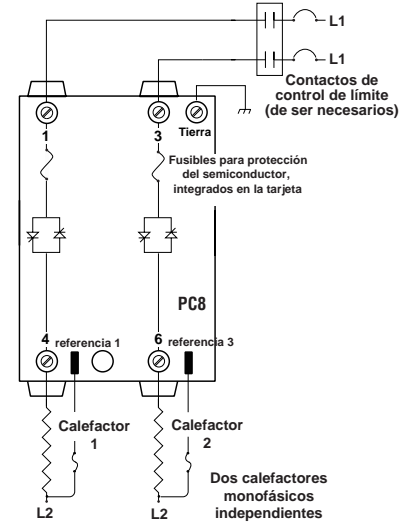 L1
L1
Contactos de
control de límite
(de ser necesarios)
1
3
Tierra
Fusibles para protección
del semiconductor,
integrados en la tarjeta
PC8
4
referencia 1
6
referencia 3
Calefactor
1
Calefactor
2
L2
L2
Dos calefactores
monofásicos
independientes